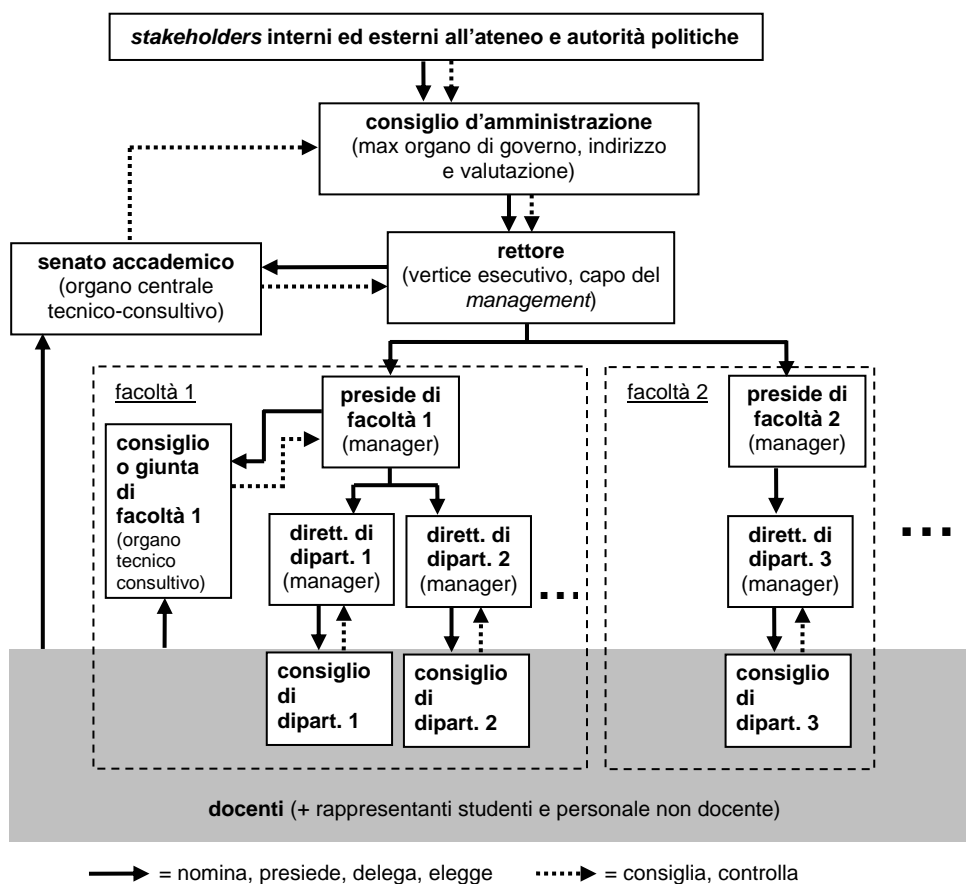 stakeholders interni ed esterni all'ateneo e autorità politiche
consiglio d'amministrazione
(max organo di governo, indirizzo
e valutazione)
senato accademico
(organo centrale
tecnico-consultivo)
rettore
(vertice esecutivo, capo del
management)
facoltà 1
preside di
facoltà 1
(manager)
consiglio
o giunta
di
facoltà 1
(organo
tecnico
consultivo)
dirett. di
dipart. 1
(manager)
dirett. di
dipart. 2
(manager)
...
consiglio
di
dipart. 1
consiglio
di
dipart. 2
facoltà 2
preside di
facoltà 2
(manager)
dirett. di
dipart. 3
(manager)
consiglio
di
dipart. 3
...
docenti (+ rappresentanti studenti e personale non docente)
= nomina, presiede, delega, elegge
= consiglia, controlla